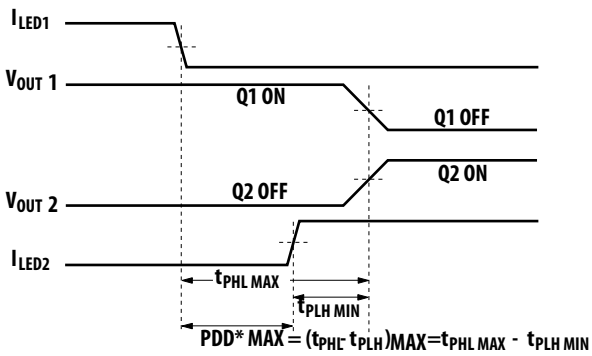 ILED1
VOUT 1
Q1 ON
Q1 OFF
Q2 OFF
Q2 ON
VOUT 2
ILED2
tPHL MAX
tPLH MIN
PDD* MAX = (tPHL- tPLH)MAX=tPHL MAX - tPLH MIN